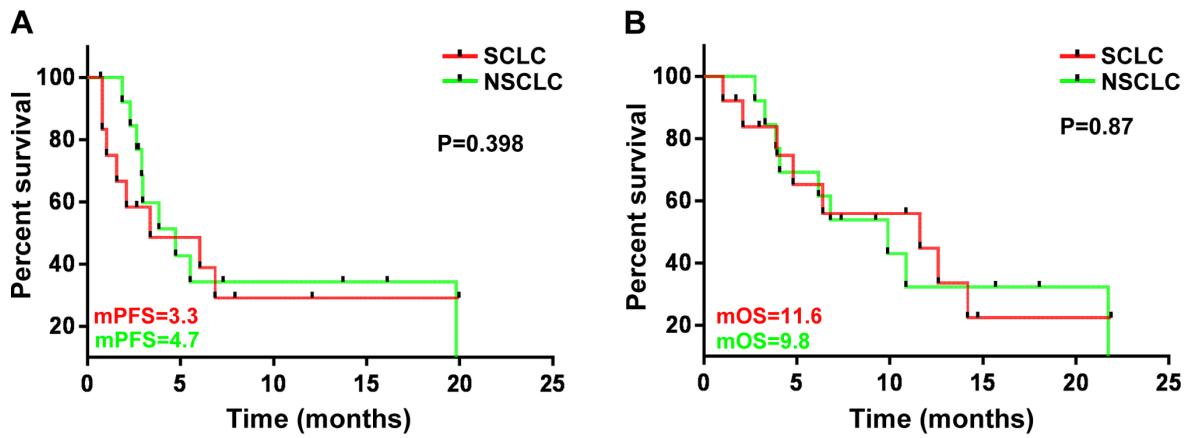 A
SCLC
NSCLC
P=0.398
Percent survival
100
80
60
40
20
mPFS=3.3
mPFS=4.7
0 5 10 15 20 25
Time (months)
B
SCLC
NSCLC
P=0.87
Percent survival
100
80
60
40
20
mOS=11.6
mOS=9.8
0 5 10 15 20 25
Time (months)